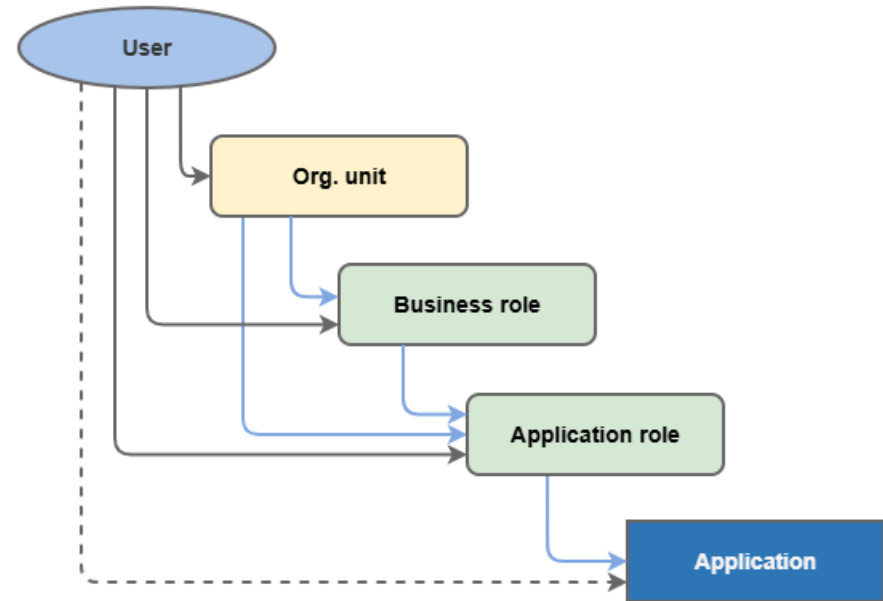 User
Org. unit
Business role
Application role
Application